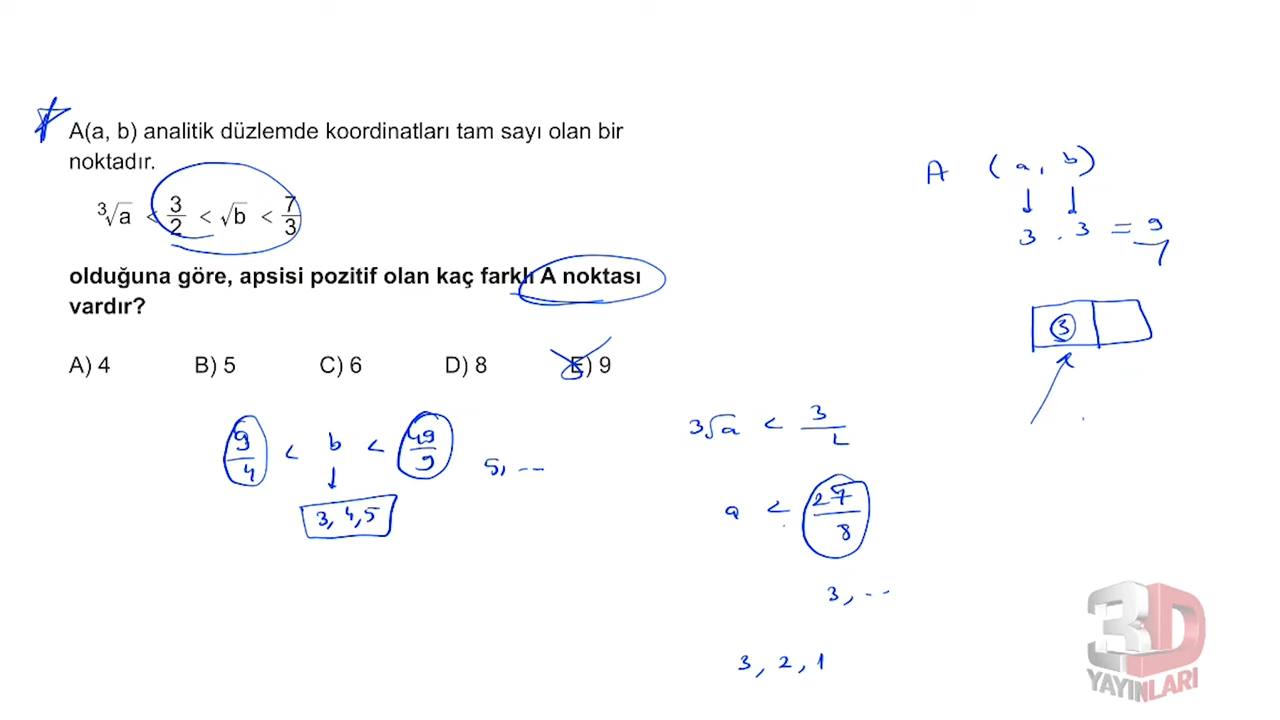 A(a, b) analitik düzlemde koordinatları tam sayı olan bir
noktadır.
∛a < 3/2 < √b < 7/3
olduğuna göre, apsisi pozitif olan kaç farklı A noktası
vardır?
A) 4 B) 5 C) 6 D) 8 E) 9
9/4 < b < 49/9
5, --
3, 4, 5
A (a, b)
3 . 3 = 9
3
3√a < 3/2
a < 27/8
3, --
3, 2, 1
3D
YAYINLARI